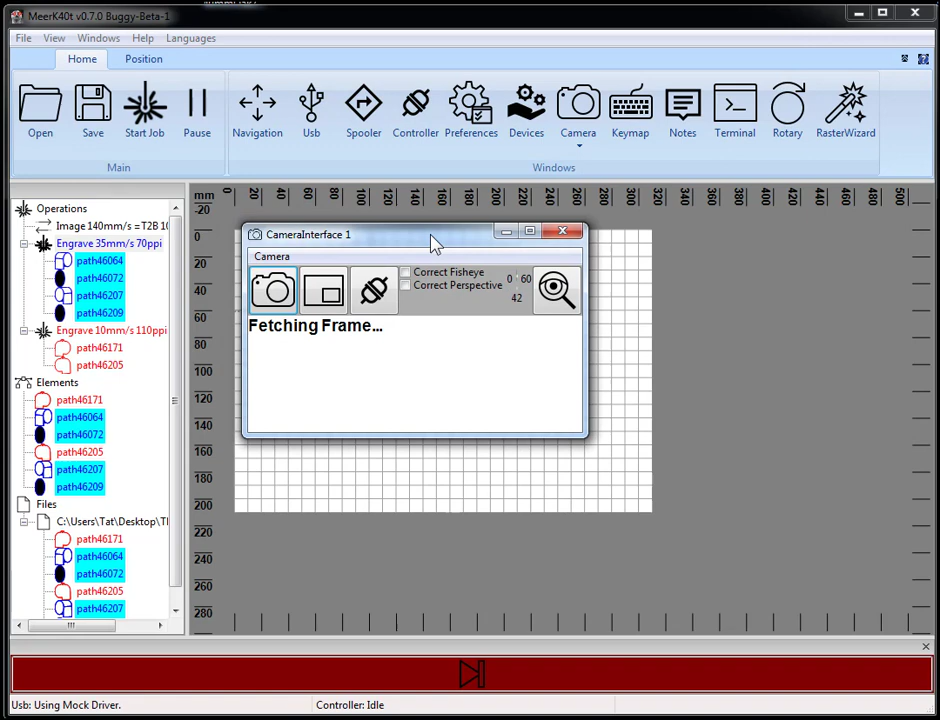 MeerK40t v0.7.0 Buggy-Beta-1
File View Windows Help Languages
Home Position
Open Save Start Job Pause Navigation Usb Spooler Controller Preferences Devices Camera Keymap Notes Terminal Rotary RasterWizard
Main Windows
mm 0 20 40 60 80 100 120 140 160 180 200 220 240 260 280 300 320 340 360 380 400 420 440 460 480 500
-20
0
20
40
60
80
100
120
140
160
180
200
220
240
260
280
Operations
Image 140mm/s =T2B 10
Engrave 35mm/s 70ppi
path46064
path46072
path46207
path46209
Engrave 10mm/s 110ppi
path46171
path46205
Elements
path46171
path46064
path46072
path46205
path46207
path46209
Files
C:\Users\Tat\Desktop\Tl
path46171
path46064
path46072
path46205
path46207
CameraInterface 1
Camera
Correct Fisheye
Correct Perspective
0 60
42
Fetching Frame...
Usb: Using Mock Driver. Controller: Idle